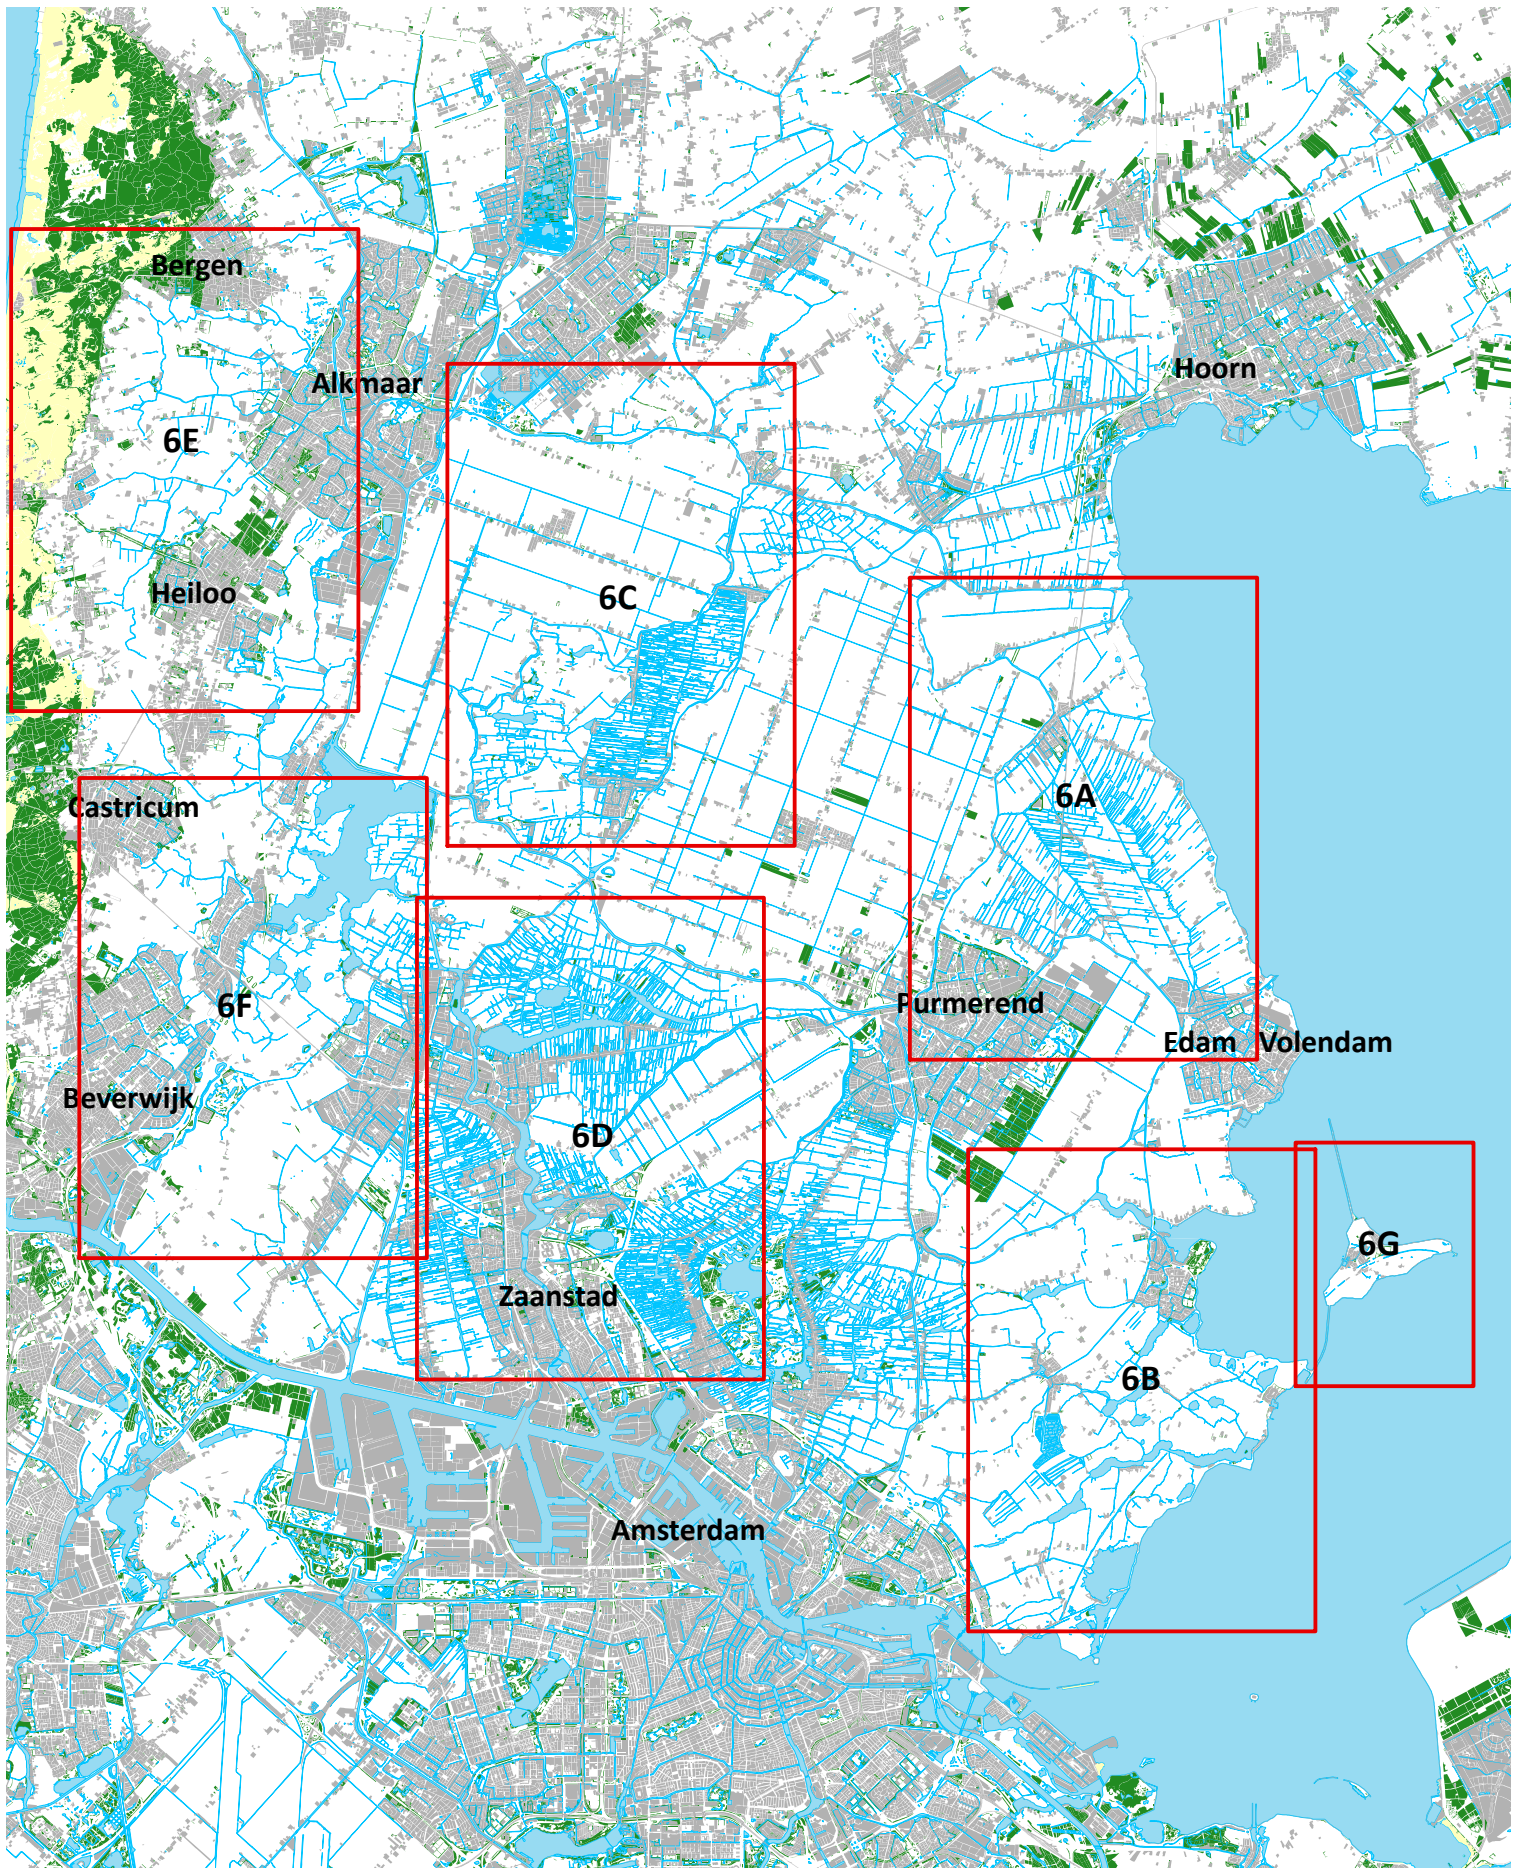 Bergen
Hoorn
Alkmaar
6E
Heiloo
6C
6A
Castricum
Purmerend
6F
Edam Volendam
Beverwijk
6D
6G
Zaanstad
6B
Amsterdam